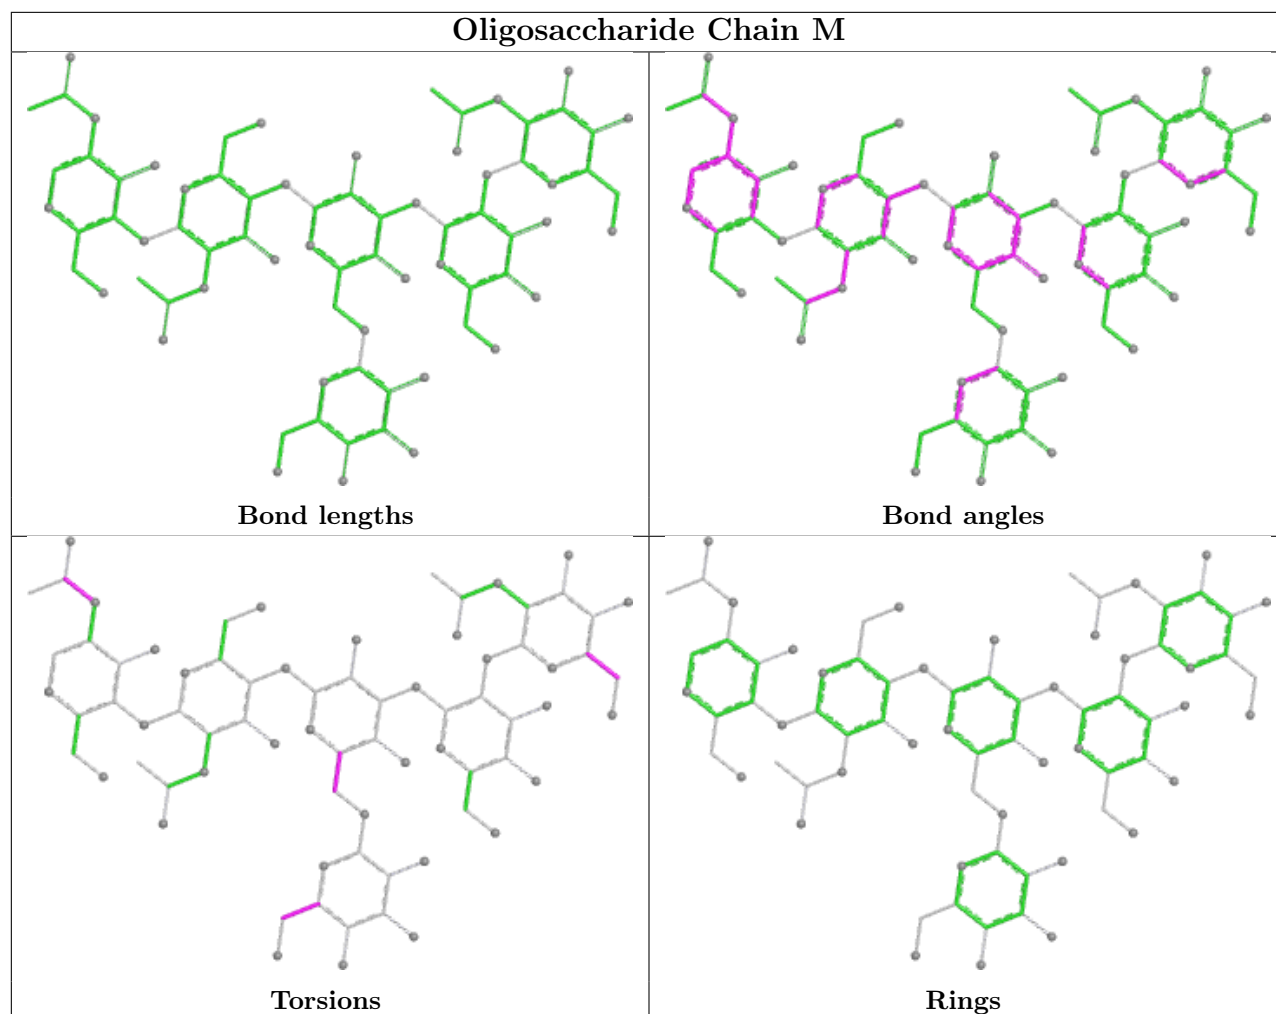 Oligosaccharide Chain M
Bond lengths
Bond angles
Torsions
Rings